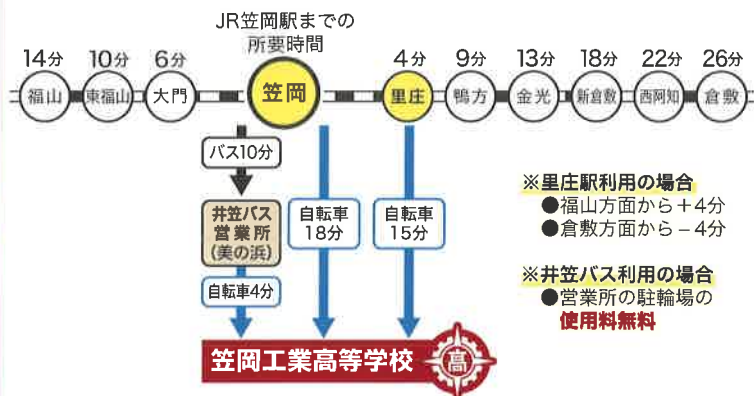 JR笠岡駅までの
所要時間
14分 10分 6分 4分 9分 13分 18分 22分 26分
福山 東福山 大門 笠岡 里庄 鴨方 金光 新倉敷 西阿知 倉敷
バス10分
井笠バス
営業所
(美の浜)
自転車4分
自転車
18分
自転車
15分
※里庄駅利用の場合
●福山方面から+4分
●倉敷方面から−4分
※井笠バス利用の場合
●営業所の駐輪場の
使用料無料
笠岡工業高等学校
高